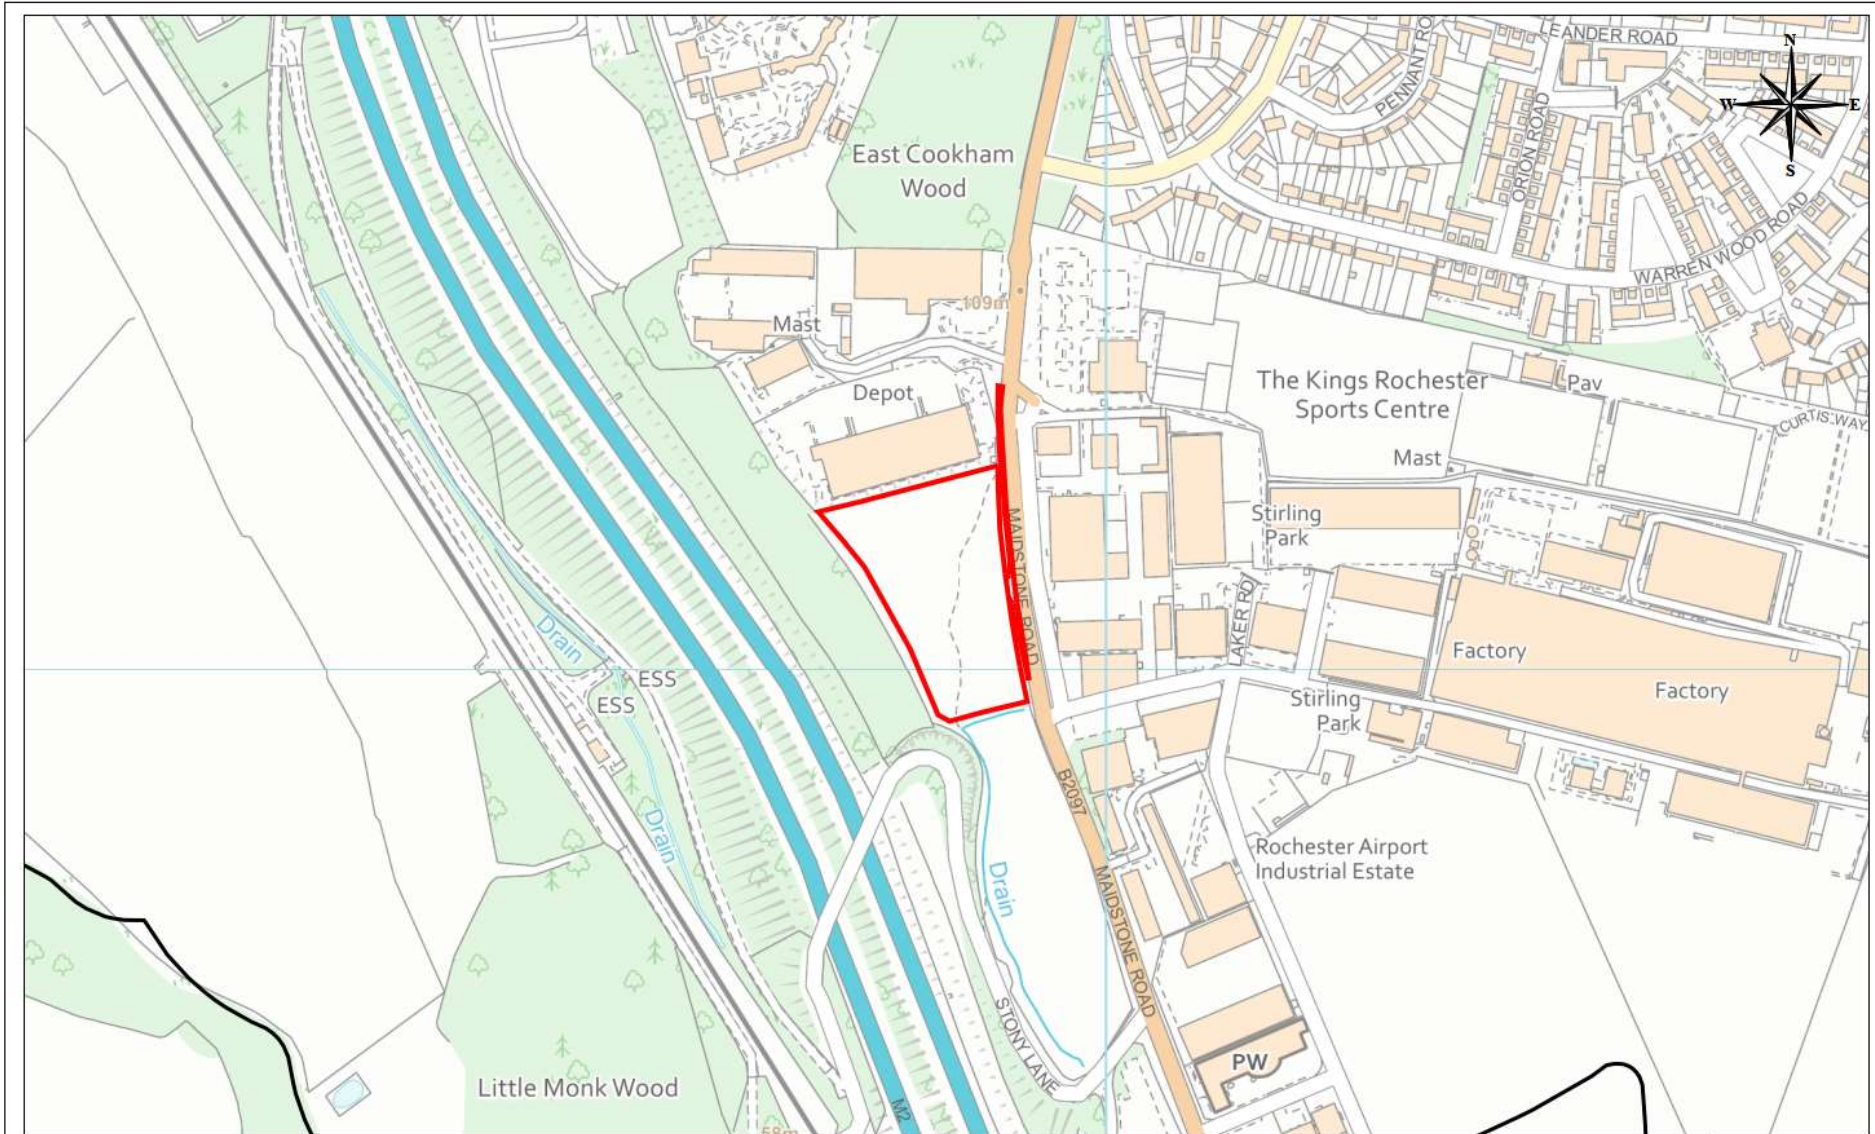 LEANDER ROAD
N
W
E
S
PENNANT RO
ORION ROAD
WARREN WOOD ROAD
East Cookham
Wood
109m
Mast
Depot
The Kings Rochester
Sports Centre
Pav
CURTIS WAY
Mast
Stirling
Park
MAIDSTONE ROAD
LAKER RD
Drain
ESS
ESS
Factory
Factory
Stirling
Park
B2097
Drain
Rochester Airport
Industrial Estate
Drain
MAIDSTONE ROAD
STONY LANE
PW
Little Monk Wood
M2
58m